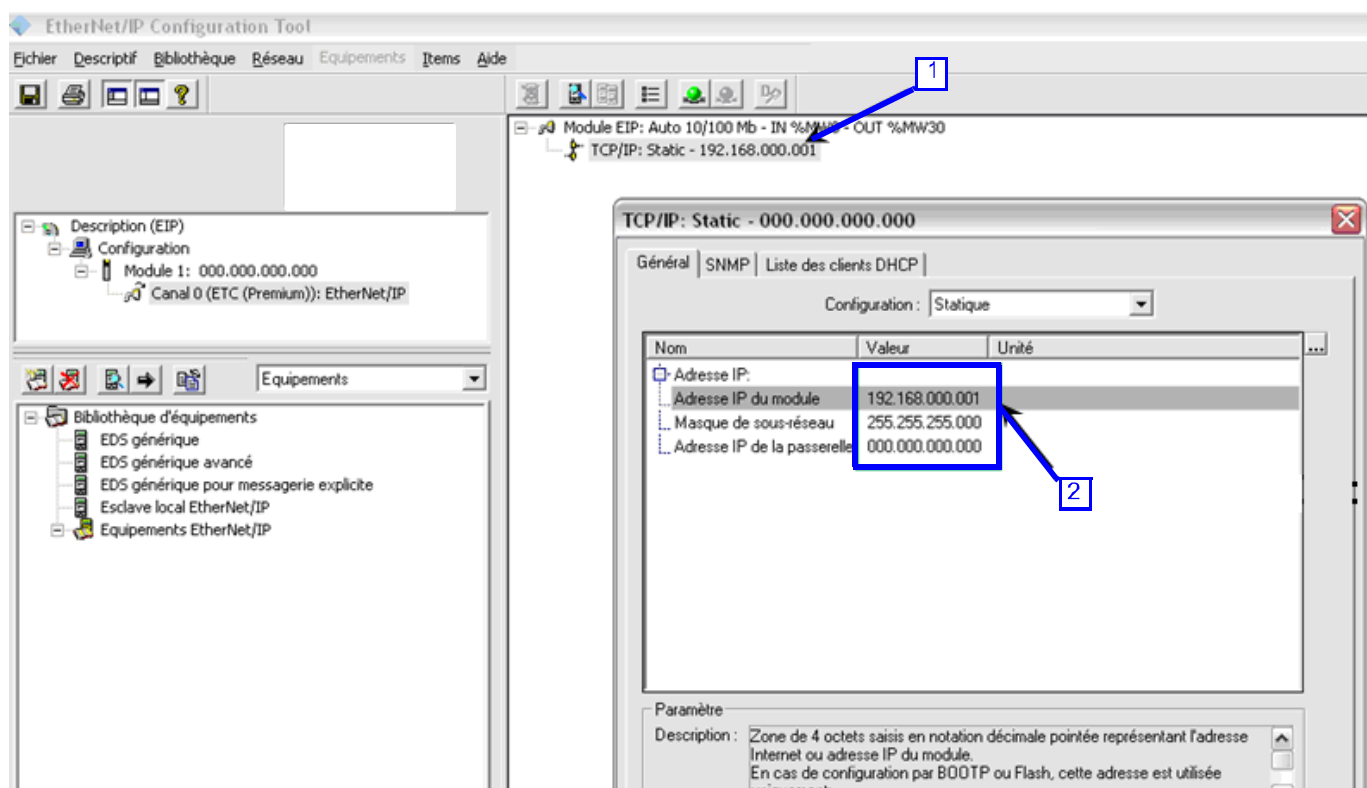 EtherNet/IP Configuration Tool
Fichier Descriptif Bibliothèque Réseau Equipements Items Aide
1
Module EIP: Auto 10/100 Mb - IN - OUT %MW30
TCP/IP: Static - 192.168.000.001
Description (EIP)
Configuration
Module 1: 000.000.000.000
Canal 0 (ETC (Premium)): EtherNet/IP
Equipements
Bibliothèque d'équipements
EDS générique
EDS générique avancé
EDS générique pour messagerie explicite
Esclave local EtherNet/IP
Equipements EtherNet/IP
TCP/IP: Static - 000.000.000.000
Général SNMP Liste des clients DHCP
Configuration : Statique
Nom Valeur Unité
...
Adresse IP:
Adresse IP du module 192.168.000.001
Masque de sous-réseau 255.255.255.000
Adresse IP de la passerelle 000.000.000.000
2
Paramètre
Description : Zone de 4 octets saisis en notation décimale pointée représentant l'adresse
Internet ou adresse IP du module.
En cas de configuration par BOOTP ou Flash, cette adresse est utilisée